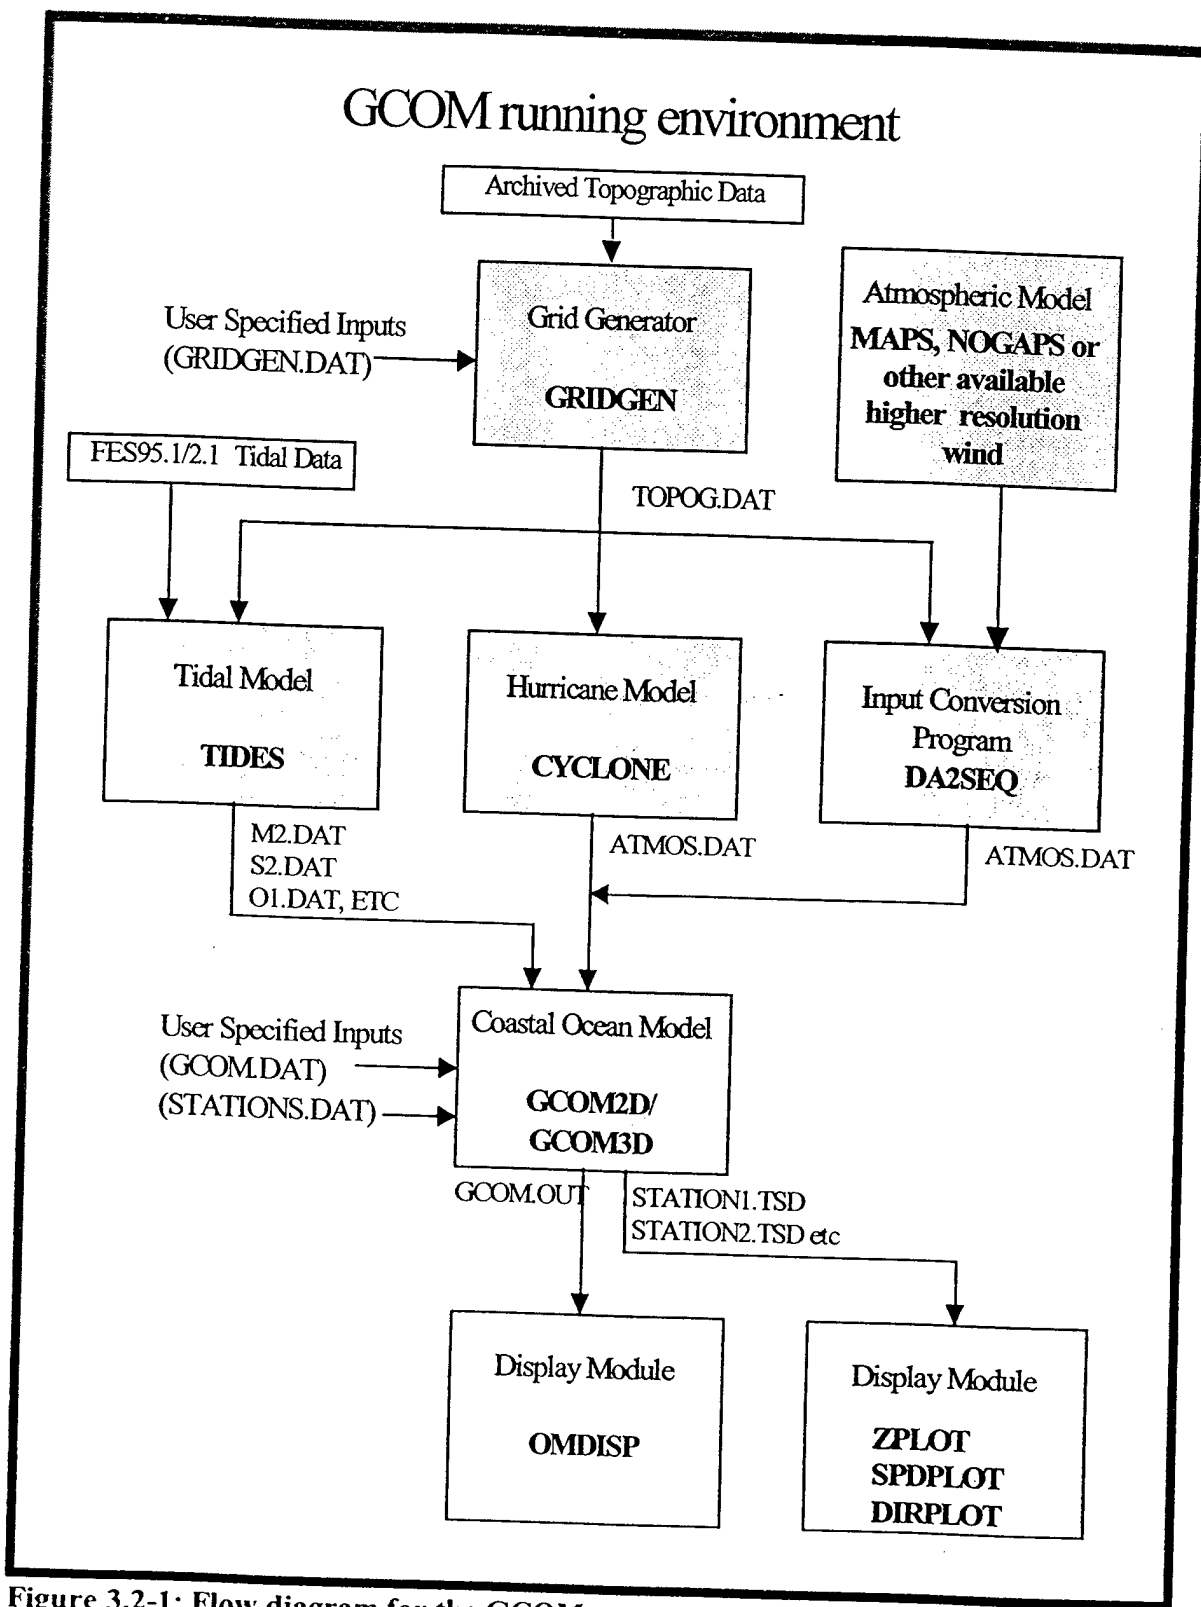 GCOM running environment
Archived Topographic Data
User Specified Inputs
(GRIDGEN.DAT)
Grid Generator
GRIDGEN
Atmospheric Model
MAPS, NOGAPS or
other available
higher resolution
wind
FES95.1/2.1 Tidal Data
TOPOG.DAT
Tidal Model
TIDES
Hurricane Model
CYCLONE
Input Conversion
Program
DA2SEQ
M2.DAT
S2.DAT
O1.DAT, ETC
ATMOS.DAT
ATMOS.DAT
User Specified Inputs
(GCOM.DAT)
(STATIONS.DAT)
Coastal Ocean Model
GCOM2D/
GCOM3D
GCOM.OUT
STATION1.TSD
STATION2.TSD etc
Display Module
OMDISP
Display Module
ZPLOT
SPDPLOT
DIRPLOT
Figure 3.2-1: Flow diagram for the GCOM